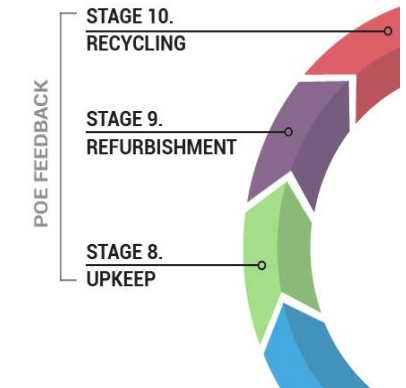 STAGE 10.
RECYCLING
STAGE 9.
REFURBISHMENT
POE FEEDBACK
STAGE 8.
UPKEEP